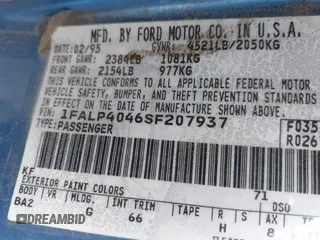 MFD. BY FORD MOTOR CO. IN U.S.A.
DATE: 02/95 GVWR: 4521LB/2050KG
FRONT GAWR: 2384LB 1081KG
REAR GAWR: 2154LB 977KG
THIS VEHICLE CONFORMS TO ALL APPLICABLE FEDERAL MOTOR
VEHICLE SAFETY, BUMPER, AND THEFT PREVENTION STANDARDS
IN EFFECT ON THE DATE OF MANUFACTURE SHOWN ABOVE.
VIN: 1FALP4046SF207937
TYPE: PASSENGER
F035
R026
KF
EXTERIOR PAINT COLORS 71 DSO
BODY VR MLDG INT TRIM TAPE R S AX
BA2 G 66 H 8
DREAMBID